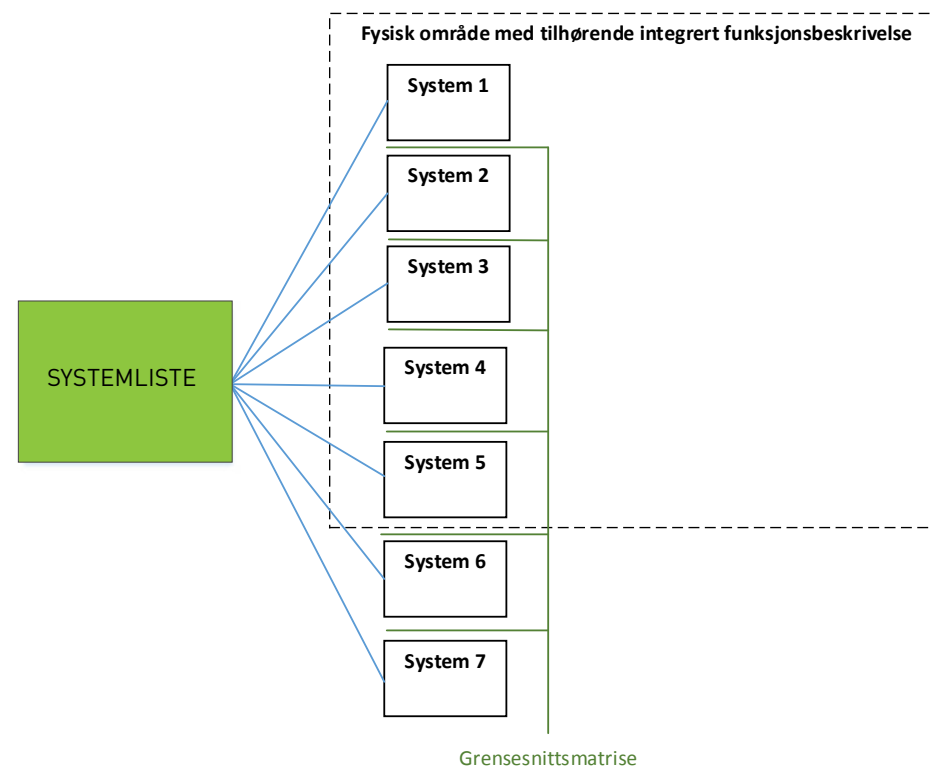 Fysisk område med tilhørende integrert funksjonsbeskrivelse
System 1
System 2
System 3
SYSTEMLISTE
System 4
System 5
System 6
System 7
Grensesnittsmatrise